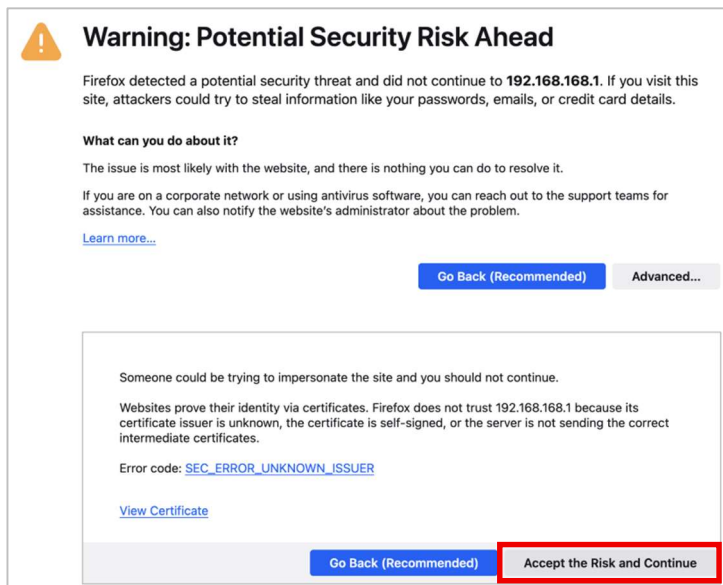 Warning: Potential Security Risk Ahead
Firefox detected a potential security threat and did not continue to 192.168.168.1. If you visit this
site, attackers could try to steal information like your passwords, emails, or credit card details.
What can you do about it?
The issue is most likely with the website, and there is nothing you can do to resolve it.
If you are on a corporate network or using antivirus software, you can reach out to the support teams for
assistance. You can also notify the website's administrator about the problem.
Learn more...
Go Back (Recommended) Advanced...
Someone could be trying to impersonate the site and you should not continue.
Websites prove their identity via certificates. Firefox does not trust 192.168.168.1 because its
certificate issuer is unknown, the certificate is self-signed, or the server is not sending the correct
intermediate certificates.
Error code: SEC_ERROR_UNKNOWN_ISSUER
View Certificate
Go Back (Recommended) Accept the Risk and Continue